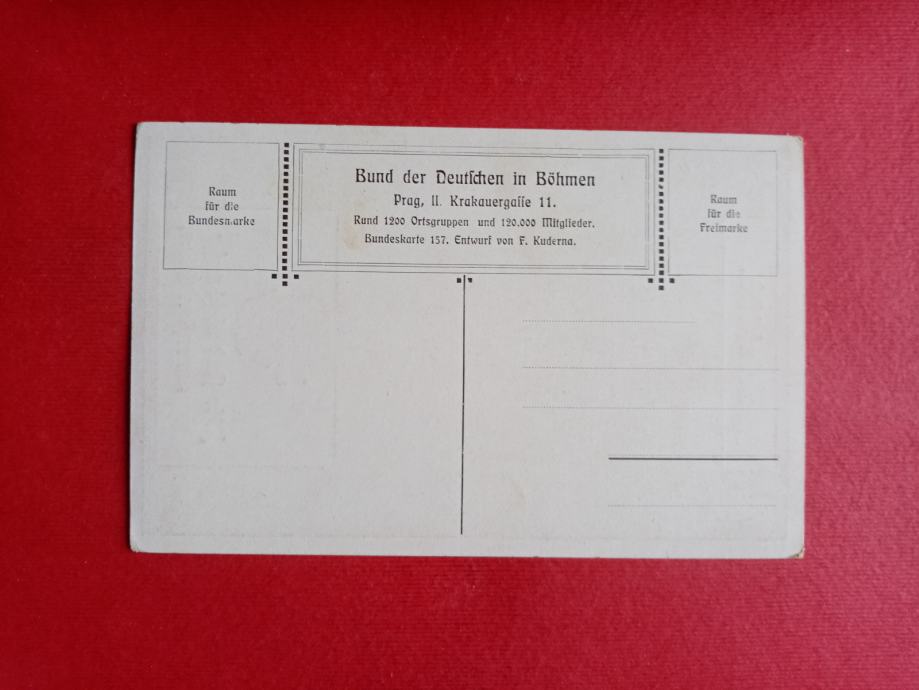 Raum
für die
Bundesmarke
Bund der Deutſchen in Böhmen
Prag, II. Krakauergaſſe 11.
Rund 1200 Ortsgruppen und 120.000 Mitglieder.
Bundeskarte 157. Entwurf von F. Kuderna.
Raum
für die
Freimarke